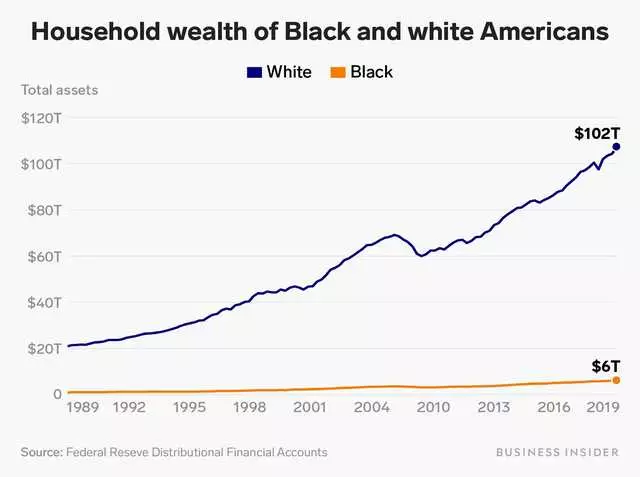 Household wealth of Black and white Americans
White Black
Total assets
$120T
$102T
$100T
$80T
$60T
$40T
$20T
$6T
0
1989 1992 1995 1998 2001 2004 2010 2013 2016 2019
Source: Federal Reseve Distributional Financial Accounts BUSINESS INSIDER